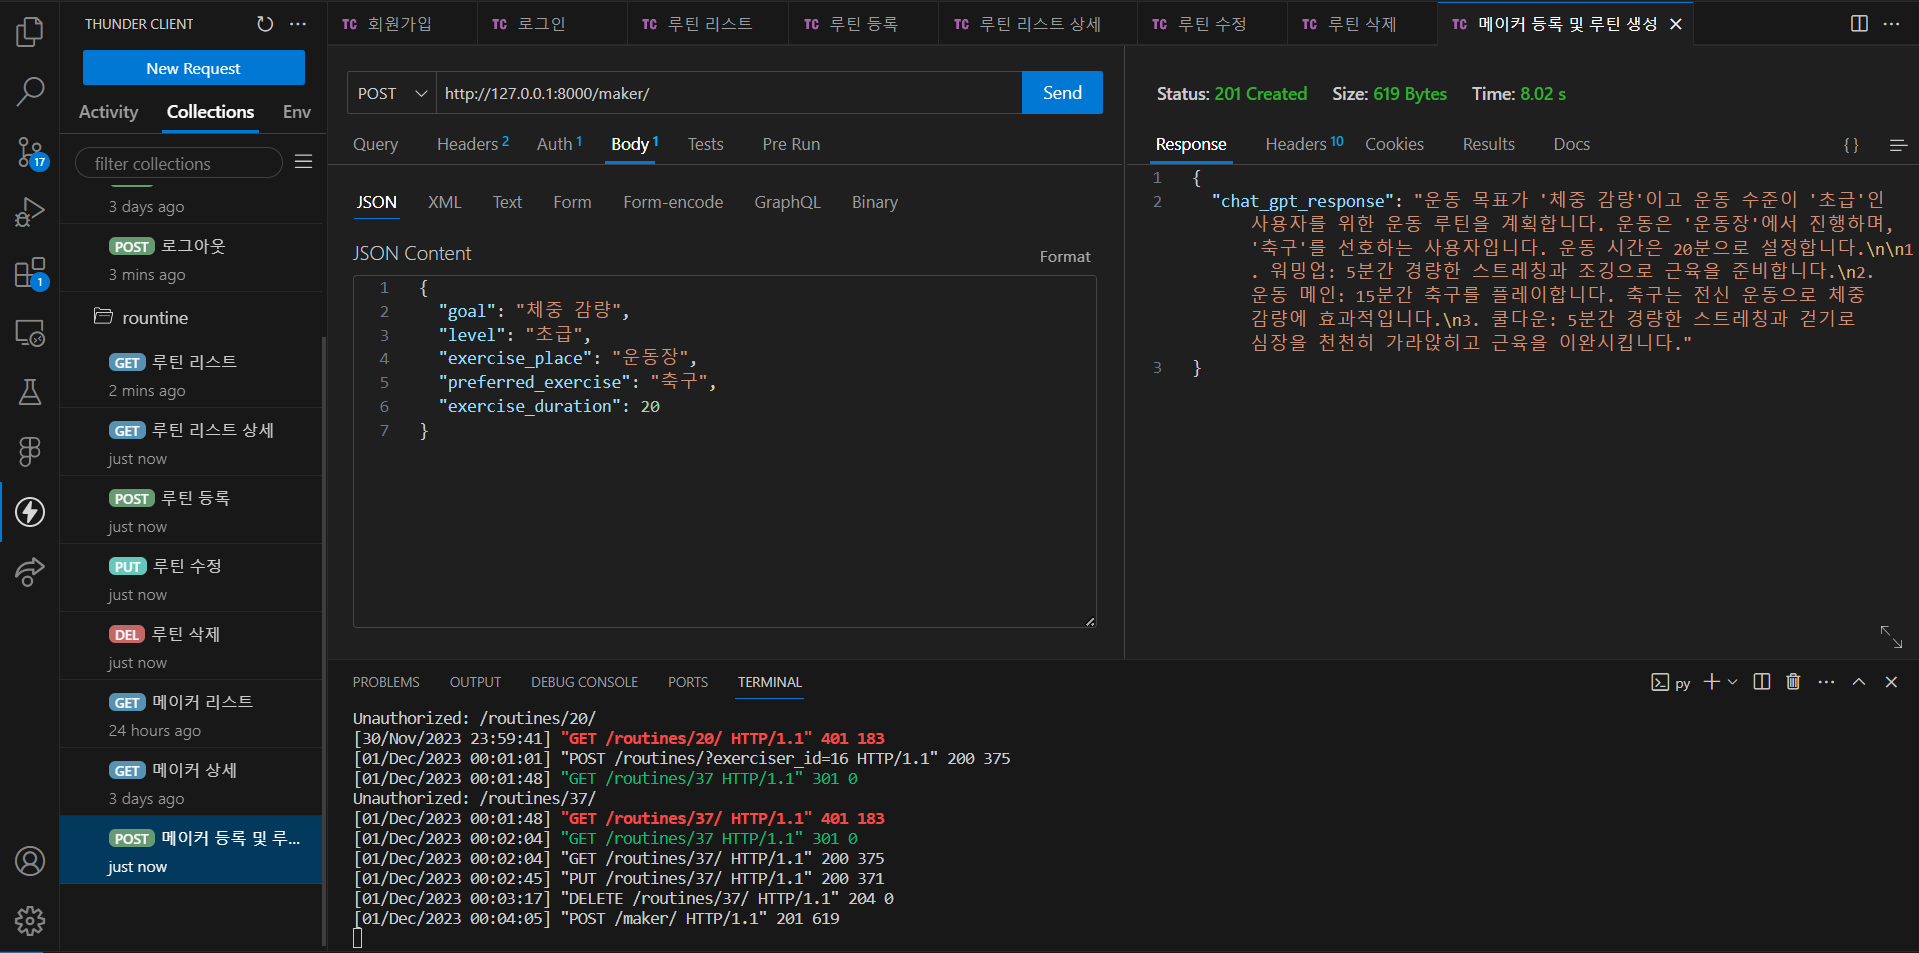 THUNDER CLIENT
New Request
Activity Collections Env
filter collections
3 days ago
POST 로그아웃
3 mins ago
rountine
GET 루틴 리스트
2 mins ago
GET 루틴 리스트 상세
just now
POST 루틴 등록
just now
PUT 루틴 수정
just now
DEL 루틴 삭제
just now
GET 메이커 리스트
24 hours ago
GET 메이커 상세
3 days ago
POST 메이커 등록 및 루...
just now
17
1
TC 회원가입 TC 로그인 TC 루틴 리스트 TC 루틴 등록 TC 루틴 리스트 상세 TC 루틴 수정 TC 루틴 삭제 TC 메이커 등록 및 루틴 생성
POST http://127.0.0.1:8000/maker/ Send
Query Headers 2 Auth 1 Body 1 Tests Pre Run
JSON XML Text Form Form-encode GraphQL Binary
JSON Content Format
1 {
2 "goal": "체중 감량",
3 "level": "초급",
4 "exercise_place": "운동장",
5 "preferred_exercise": "축구",
6 "exercise_duration": 20
7 }
Status: 201 Created Size: 619 Bytes Time: 8.02 s
Response Headers 10 Cookies Results Docs { }
1 {
2 "chat_gpt_response": "운동 목표가 '체중 감량'이고 운동 수준이 '초급'인
사용자를 위한 운동 루틴을 계획합니다. 운동은 '운동장'에서 진행하며,
'축구'를 선호하는 사용자입니다. 운동 시간은 20분으로 설정합니다.\n\n1
. 워밍업: 5분간 경량한 스트레칭과 조깅으로 근육을 준비합니다.\n2.
운동 메인: 15분간 축구를 플레이합니다. 축구는 전신 운동으로 체중
감량에 효과적입니다.\n3. 쿨다운: 5분간 경량한 스트레칭과 걷기로
심장을 천천히 가라앉히고 근육을 이완시킵니다."
3 }
PROBLEMS OUTPUT DEBUG CONSOLE PORTS TERMINAL py
Unauthorized: /routines/20/
[30/Nov/2023 23:59:41] "GET /routines/20/ HTTP/1.1" 401 183
[01/Dec/2023 00:01:01] "POST /routines/?exerciser_id=16 HTTP/1.1" 200 375
[01/Dec/2023 00:01:48] "GET /routines/37 HTTP/1.1" 301 0
Unauthorized: /routines/37/
[01/Dec/2023 00:01:48] "GET /routines/37/ HTTP/1.1" 401 183
[01/Dec/2023 00:02:04] "GET /routines/37 HTTP/1.1" 301 0
[01/Dec/2023 00:02:04] "GET /routines/37/ HTTP/1.1" 200 375
[01/Dec/2023 00:02:45] "PUT /routines/37/ HTTP/1.1" 200 371
[01/Dec/2023 00:03:17] "DELETE /routines/37/ HTTP/1.1" 204 0
[01/Dec/2023 00:04:05] "POST /maker/ HTTP/1.1" 201 619